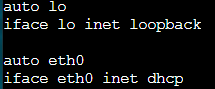 auto lo
iface lo inet loopback
auto eth0
iface eth0 inet dhcp